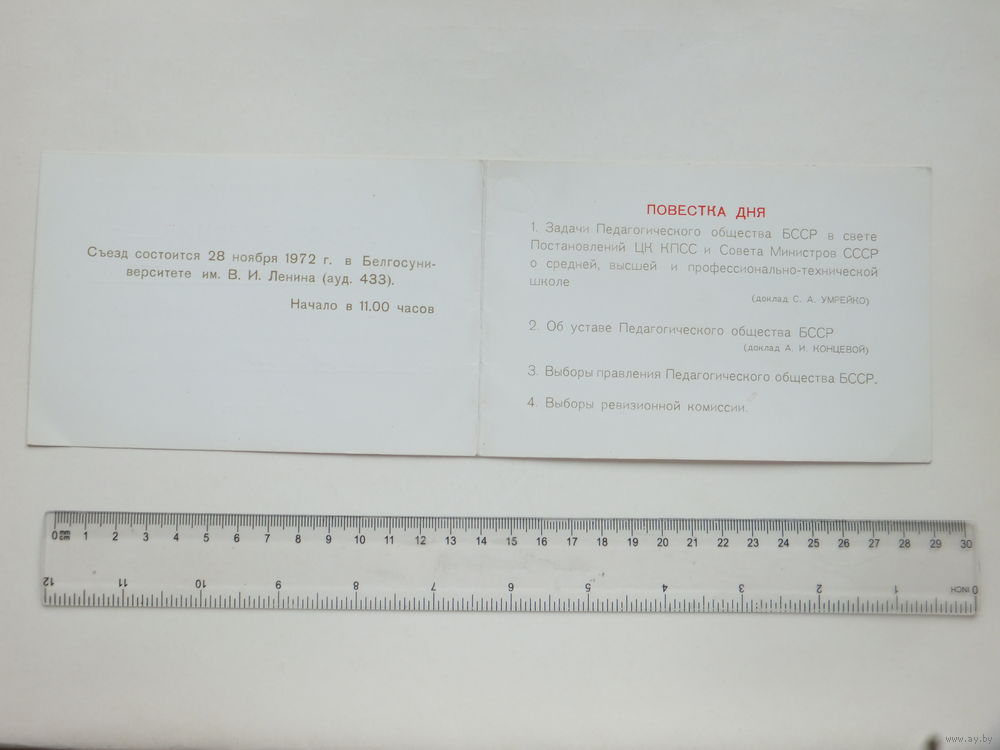 Съезд состоится 28 ноября 1972 г. в Белгосуни-
верситете им. В. И. Ленина (ауд. 433).
Начало в 11.00 часов
ПОВЕСТКА ДНЯ
1. Задачи Педагогического общества БССР в свете
Постановлений ЦК КПСС и Совета Министров СССР
о средней, высшей и профессионально-технической
школе
(доклад С. А. УМРЕЙКО)
2. Об уставе Педагогического общества БССР
(доклад А. И. КОНЦЕВОЙ)
3. Выборы правления Педагогического общества БССР.
4. Выборы ревизионной комиссии.
0 mm cm 1 2 3 4 5 6 7 8 9 10 11 12 13 14 15 16 17 18 19 20 21 22 23 24 25 26 27 28 29 30
12 11 10 9 8 7 6 5 4 3 2 1 INCH 0
www.ay.by